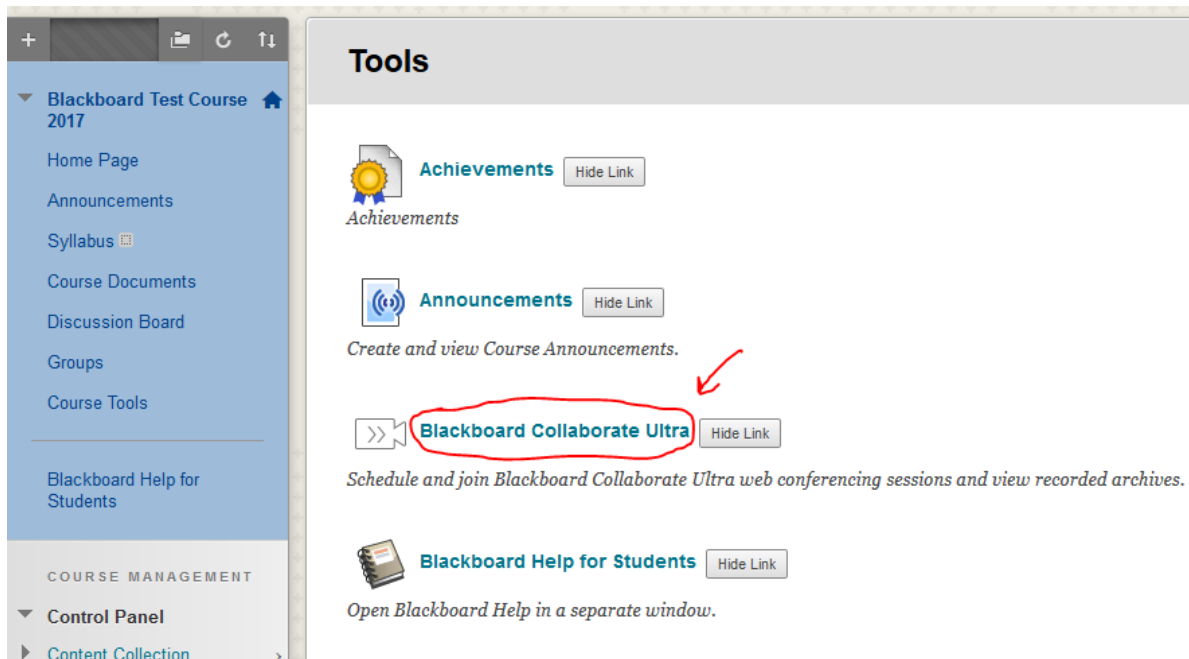 Blackboard Test Course
2017
Home Page
Announcements
Syllabus
Course Documents
Discussion Board
Groups
Course Tools
Blackboard Help for
Students
COURSE MANAGEMENT
Control Panel
Content Collection
Tools
Achievements Hide Link
Achievements
Announcements Hide Link
Create and view Course Announcements.
Blackboard Collaborate Ultra Hide Link
Schedule and join Blackboard Collaborate Ultra web conferencing sessions and view recorded archives.
Blackboard Help for Students Hide Link
Open Blackboard Help in a separate window.